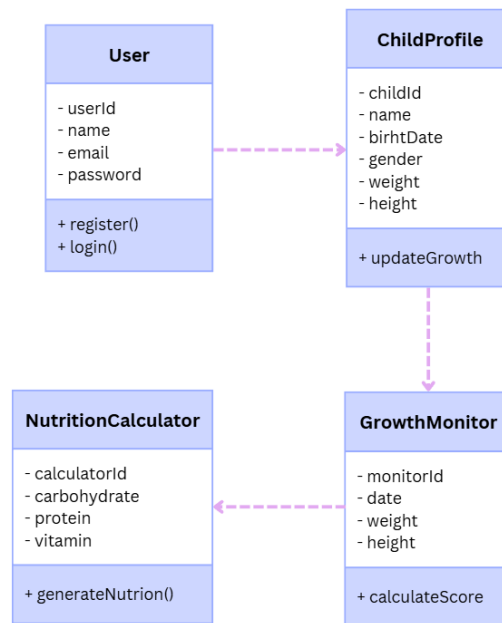 User
- userId
- name
- email
- password
+ register()
+ login()
ChildProfile
- childId
- name
- birhtDate
- gender
- weight
- height
+ updateGrowth
NutritionCalculator
- calculatorId
- carbohydrate
- protein
- vitamin
+ generateNutrion()
GrowthMonitor
- monitorId
- date
- weight
- height
+ calculateScore